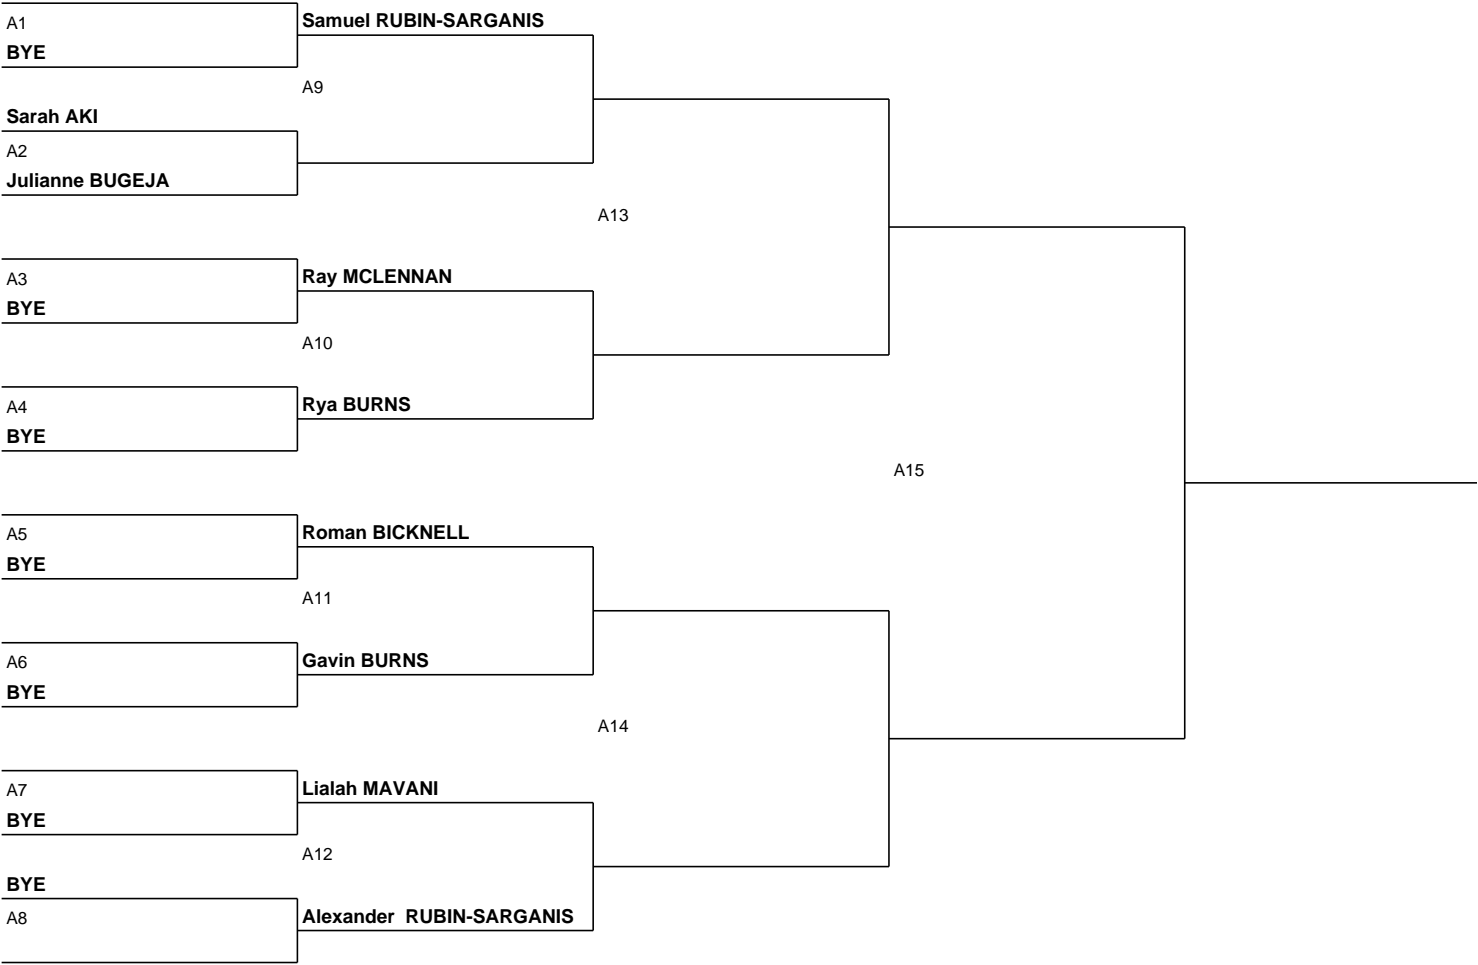 A1
Samuel RUBIN-SARGANIS
BYE
A9
Sarah AKI
A2
Julianne BUGEJA
A13
A3
Ray MCLENNAN
BYE
A10
A4
Rya BURNS
BYE
A15
A5
Roman BICKNELL
BYE
A11
A6
Gavin BURNS
BYE
A14
A7
Lialah MAVANI
BYE
A12
BYE
A8
Alexander  RUBIN-SARGANIS